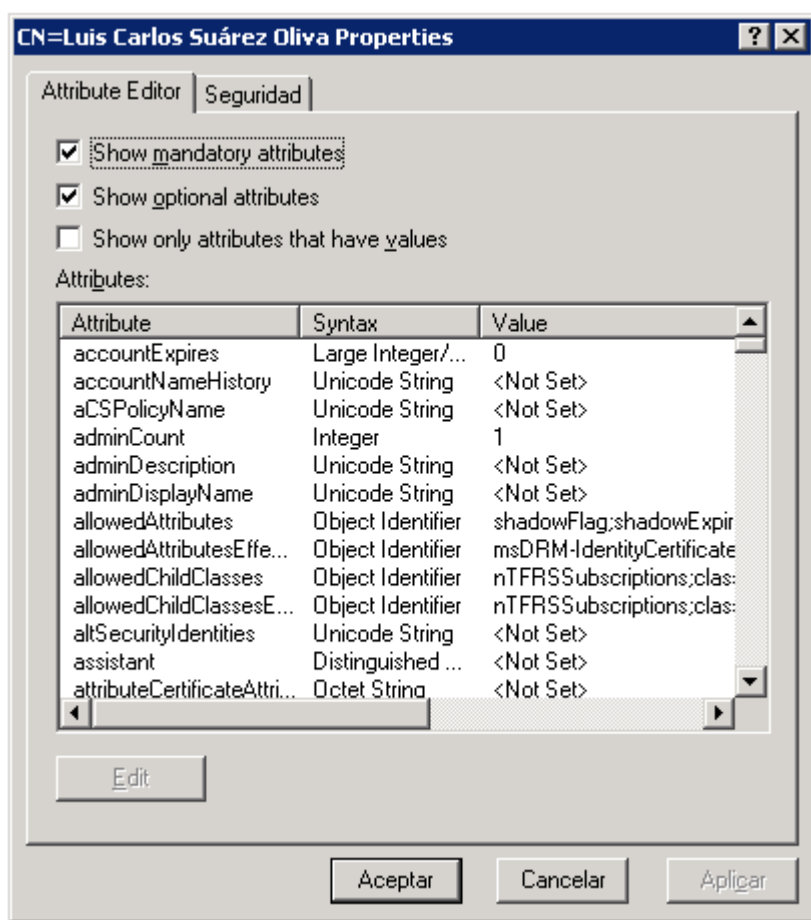 CN=Luis Carlos Suárez Oliva Properties
Attribute Editor Seguridad
Show mandatory attributes
Show optional attributes
Show only attributes that have values
Attributes:
Attribute Syntax Value
accountExpires Large Integer/... 0
accountNameHistory Unicode String <Not Set>
aCSPolicyName Unicode String <Not Set>
adminCount Integer 1
adminDescription Unicode String <Not Set>
adminDisplayName Unicode String <Not Set>
allowedAttributes Object Identifier shadowFlag;shadowExpir
allowedAttributesEffe... Object Identifier msDRM-IdentityCertificate
allowedChildClasses Object Identifier nTFRSSubscriptions;clas
allowedChildClassesE... Object Identifier nTFRSSubscriptions;clas
altSecurityIdentities Unicode String <Not Set>
assistant Distinguished ... <Not Set>
attributeCertificateAttri... Octet String <Not Set>
Edit
Aceptar Cancelar Aplicar